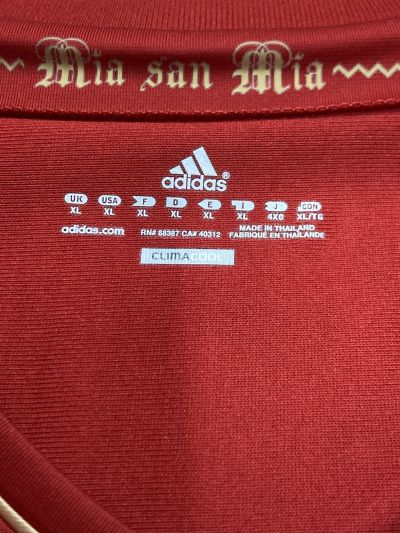 Mia san Mia
adidas®
UK USA F D E I J CDN
XL XL XL XL XL XL 4XO XL/TG
adidas.com RN# 88387 CA# 40312 MADE IN THAILAND
FABRIQUÉ EN THAÏLANDE
CLIMACOOL